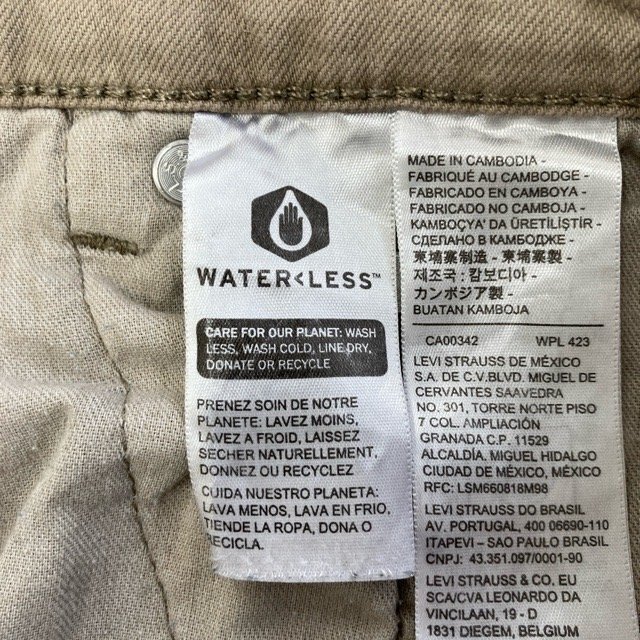 WATER<LESS™
CARE FOR OUR PLANET: WASH
LESS, WASH COLD, LINE DRY,
DONATE OR RECYCLE
PRENEZ SOIN DE NOTRE
PLANETE: LAVEZ MOINS,
LAVEZ A FROID, LAISSEZ
SECHER NATURELLEMENT,
DONNEZ OU RECYCLEZ
CUIDA NUESTRO PLANETA:
LAVA MENOS, LAVA EN FRIO,
TIENDE LA ROPA, DONA O
RECICLA.
MADE IN CAMBODIA -
FABRIQUÉ AU CAMBODGE -
FABRICADO EN CAMBOYA -
FABRICADO NO CAMBOJA -
KAMBOÇYA' DA ÜRETİLİŞTİR -
СДЕЛАНО В КАМБОДЖЕ -
柬埔寨制造 - 柬埔寨製 -
제조국 : 캄보디아 -
カンボジア製 -
BUATAN KAMBOJA
CA00342 WPL 423
LEVI STRAUSS DE MÉXICO
S.A. DE C.V.BLVD. MIGUEL DE
CERVANTES SAAVEDRA
NO. 301, TORRE NORTE PISO
7 COL. AMPLIACIÓN
GRANADA C.P. 11529
ALCALDÍA. MIGUEL HIDALGO
CIUDAD DE MÉXICO, MÉXICO
RFC: LSM660818M98
LEVI STRAUSS DO BRASIL
AV. PORTUGAL, 400 06690-110
ITAPEVI – SAO PAULO BRASIL
CNPJ: 43.351.097/0001-90
LEVI STRAUSS & CO, EU
SCA/CVA LEONARDO DA
VINCILAAN, 19 - D
1831 DIEGEM, BELGIUM